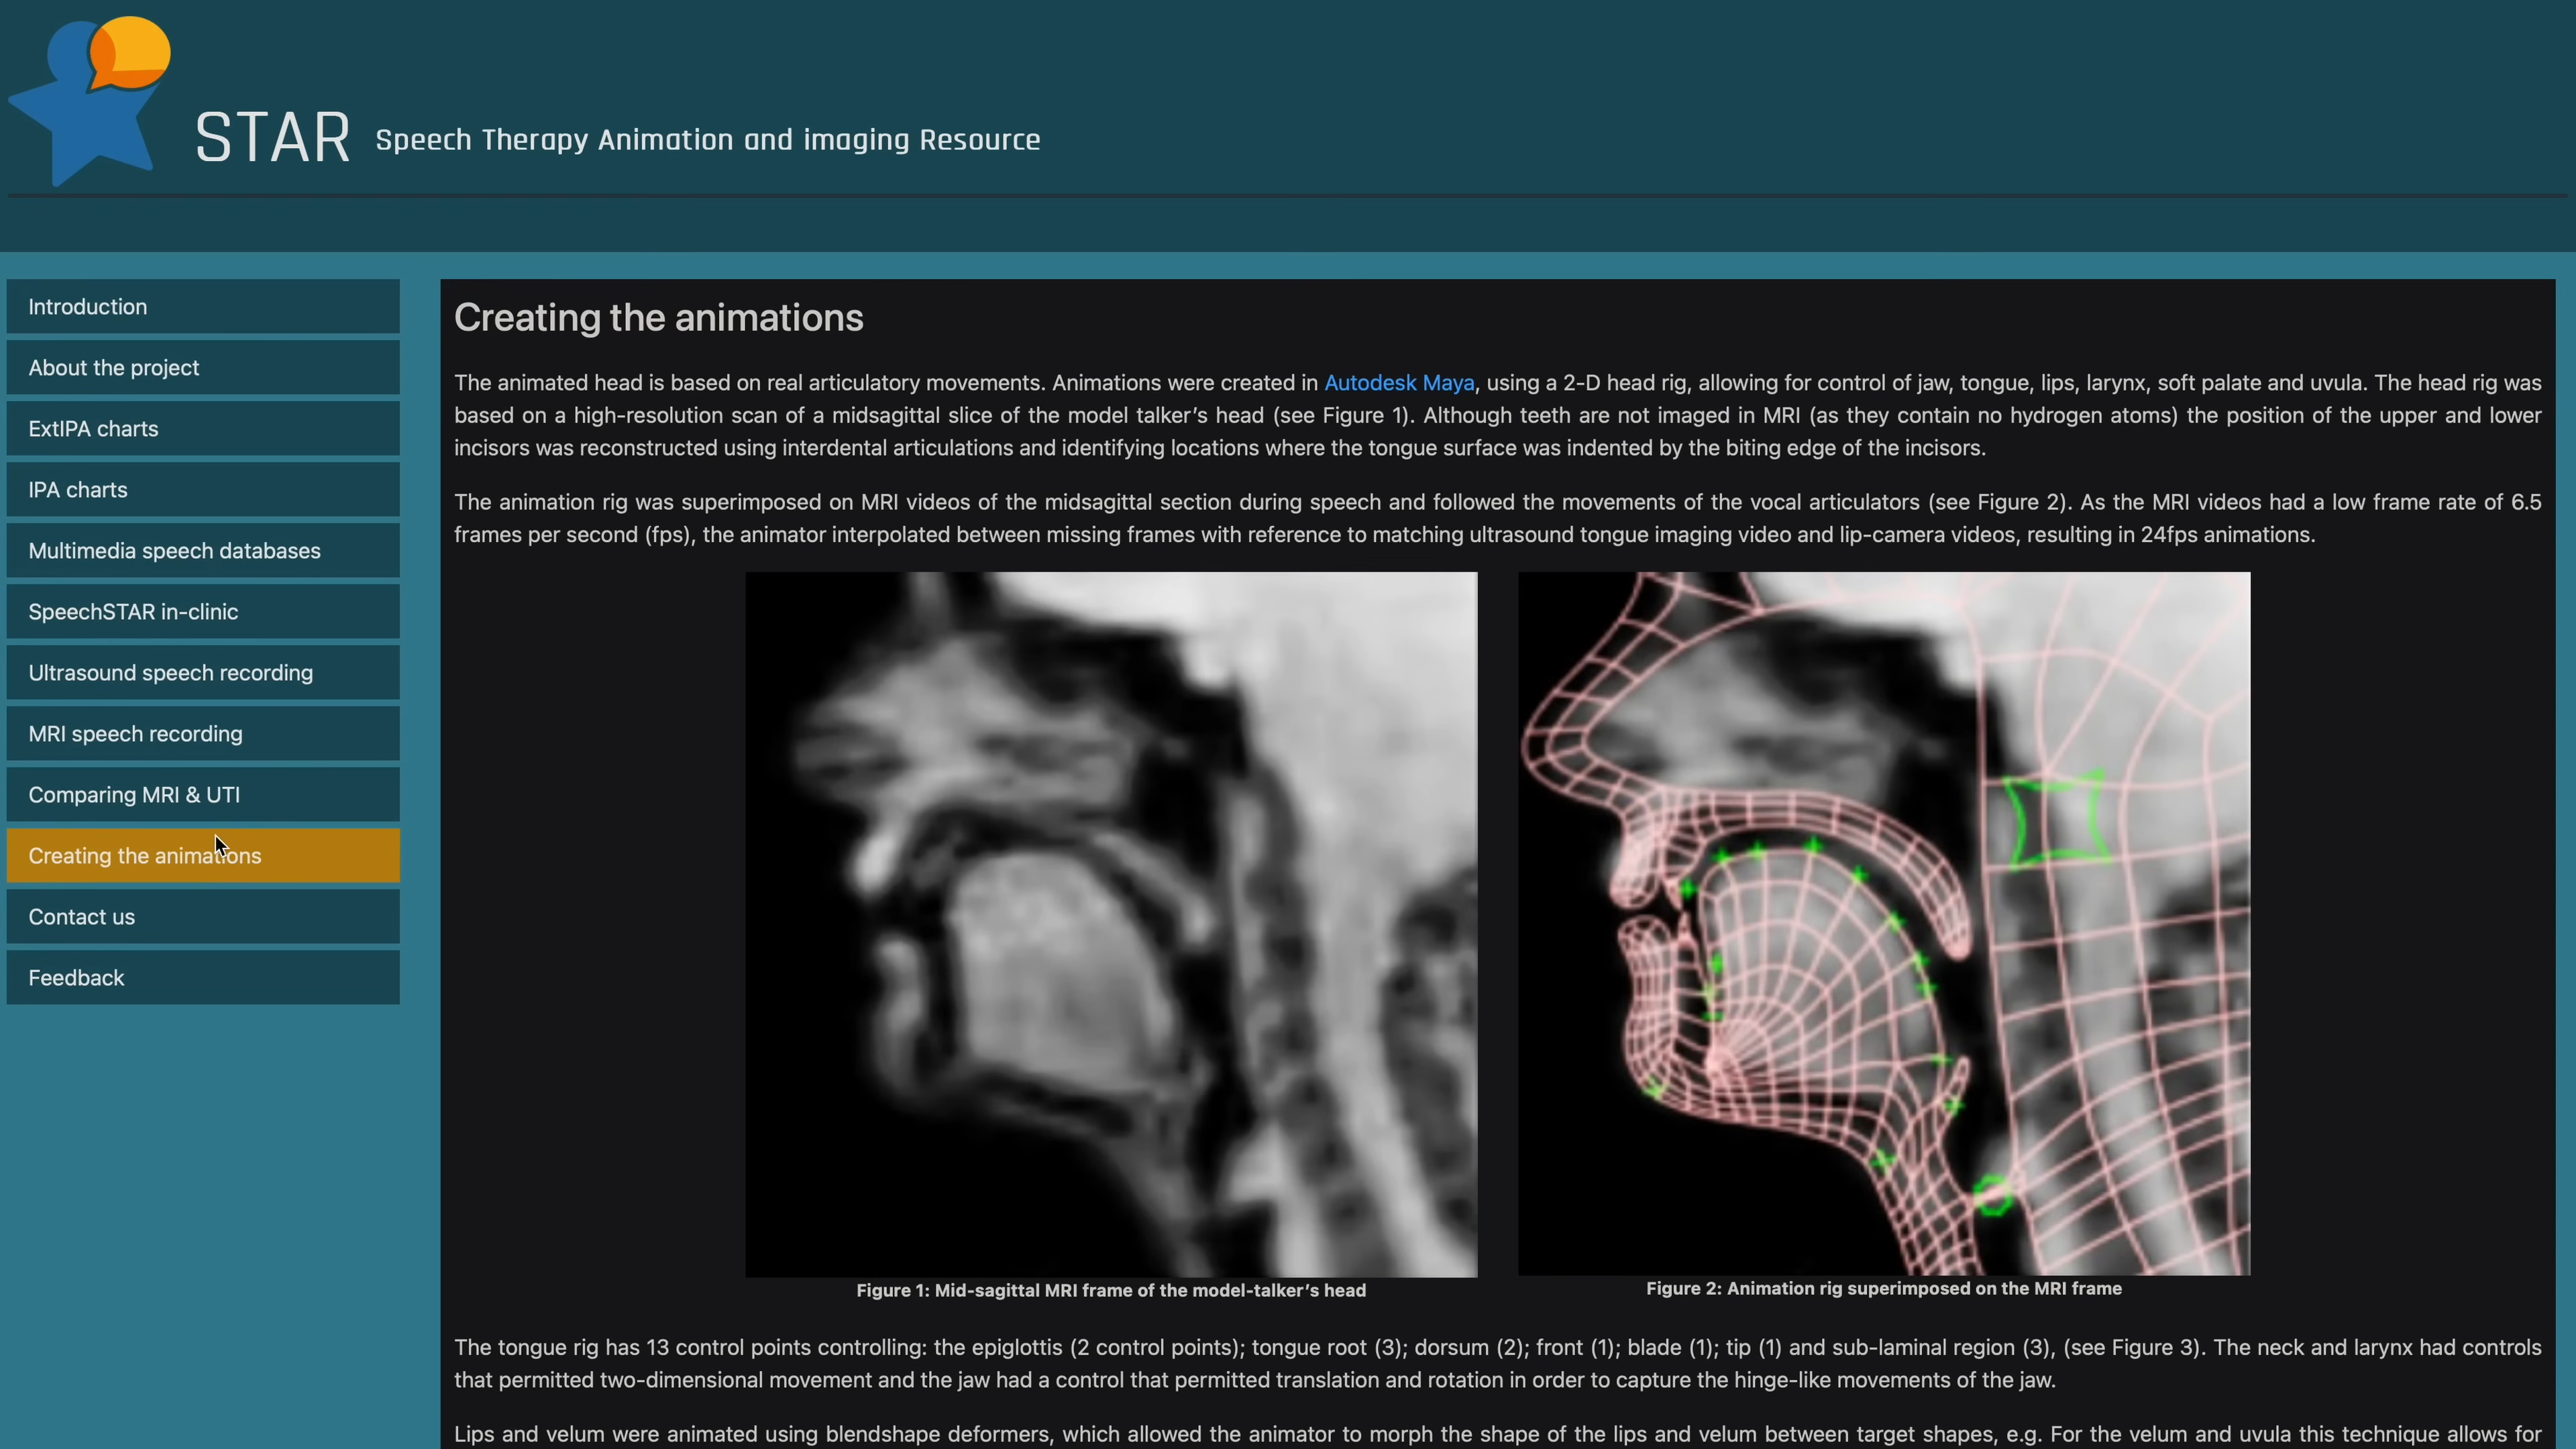 STAR Speech Therapy Animation and imaging Resource
Introduction
About the project
ExtIPA charts
IPA charts
Multimedia speech databases
SpeechSTAR in-clinic
Ultrasound speech recording
MRI speech recording
Comparing MRI & UTI
Creating the animations
Contact us
Feedback
Creating the animations
The animated head is based on real articulatory movements. Animations were created in Autodesk Maya, using a 2-D head rig, allowing for control of jaw, tongue, lips, larynx, soft palate and uvula. The head rig was
based on a high-resolution scan of a midsagittal slice of the model talker's head (see Figure 1). Although teeth are not imaged in MRI (as they contain no hydrogen atoms) the position of the upper and lower
incisors was reconstructed using interdental articulations and identifying locations where the tongue surface was indented by the biting edge of the incisors.
The animation rig was superimposed on MRI videos of the midsagittal section during speech and followed the movements of the vocal articulators (see Figure 2). As the MRI videos had a low frame rate of 6.5
frames per second (fps), the animator interpolated between missing frames with reference to matching ultrasound tongue imaging video and lip-camera videos, resulting in 24fps animations.
Figure 1: Mid-sagittal MRI frame of the model-talker's head
Figure 2: Animation rig superimposed on the MRI frame
The tongue rig has 13 control points controlling: the epiglottis (2 control points); tongue root (3); dorsum (2); front (1); blade (1); tip (1) and sub-laminal region (3), (see Figure 3). The neck and larynx had controls
that permitted two-dimensional movement and the jaw had a control that permitted translation and rotation in order to capture the hinge-like movements of the jaw.
Lips and velum were animated using blendshape deformers, which allowed the animator to morph the shape of the lips and velum between target shapes, e.g. For the velum and uvula this technique allows for